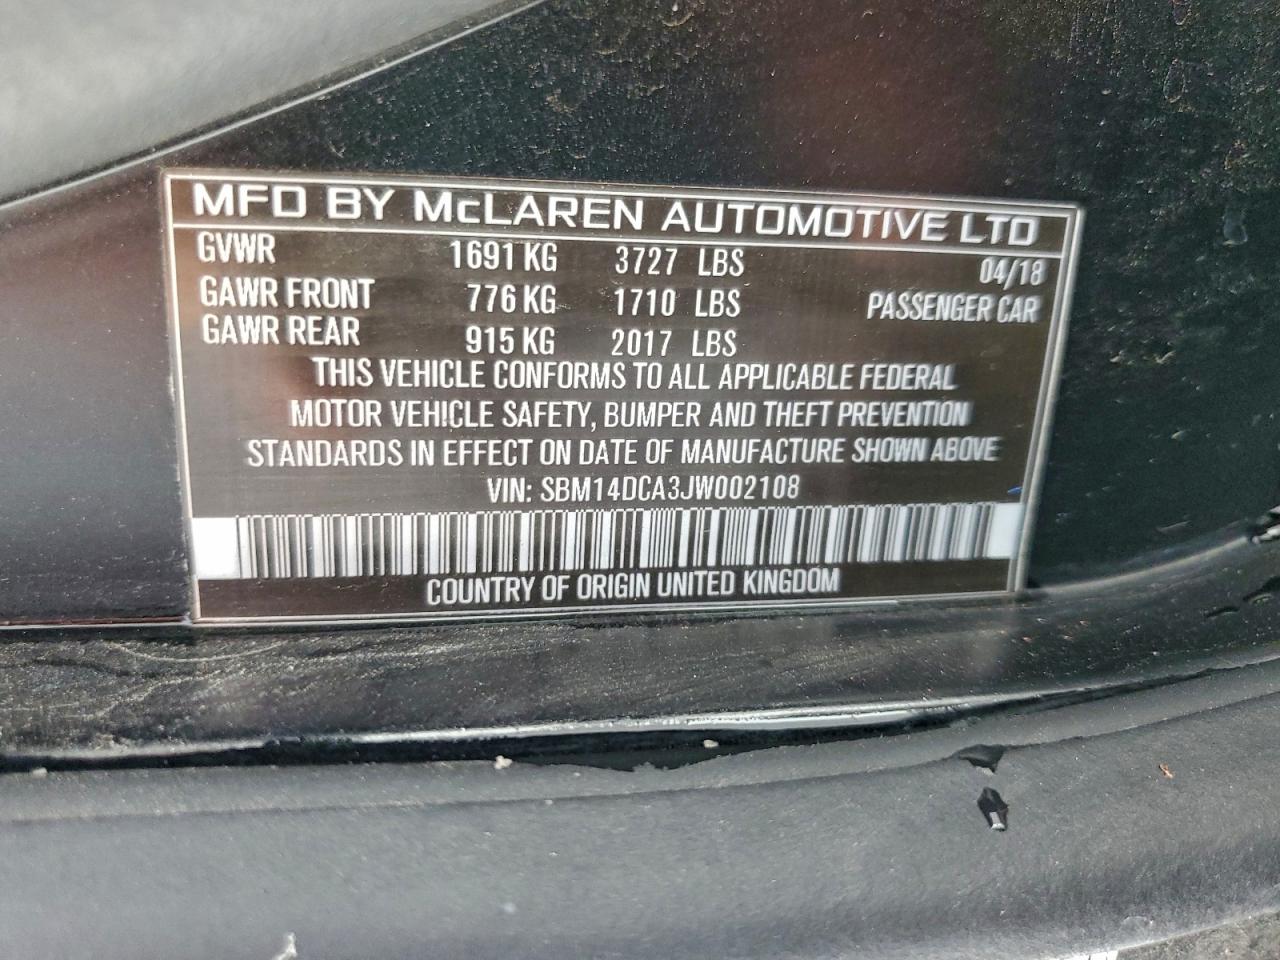 MFD BY McLAREN AUTOMOTIVE LTD
GVWR 1691 KG 3727 LBS 04/18
GAWR FRONT 776 KG 1710 LBS PASSENGER CAR
GAWR REAR 915 KG 2017 LBS
THIS VEHICLE CONFORMS TO ALL APPLICABLE FEDERAL
MOTOR VEHICLE SAFETY, BUMPER AND THEFT PREVENTION
STANDARDS IN EFFECT ON DATE OF MANUFACTURE SHOWN ABOVE
VIN: SBM14DCA3JW002108
COUNTRY OF ORIGIN UNITED KINGDOM